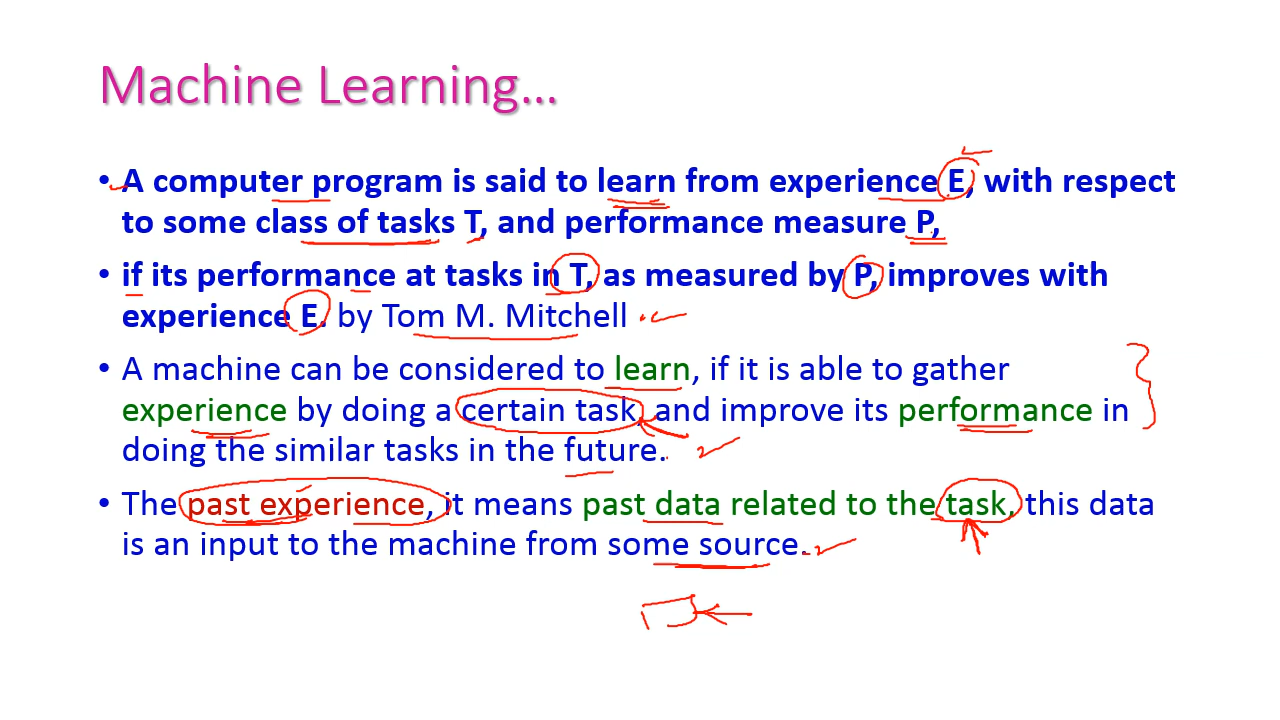 Machine Learning...
• A computer program is said to learn from experience E, with respect
to some class of tasks T, and performance measure P,
• if its performance at tasks in T, as measured by P, improves with
experience E. by Tom M. Mitchell
• A machine can be considered to learn, if it is able to gather
experience by doing a certain task, and improve its performance in
doing the similar tasks in the future.
• The past experience, it means past data related to the task, this data
is an input to the machine from some source.